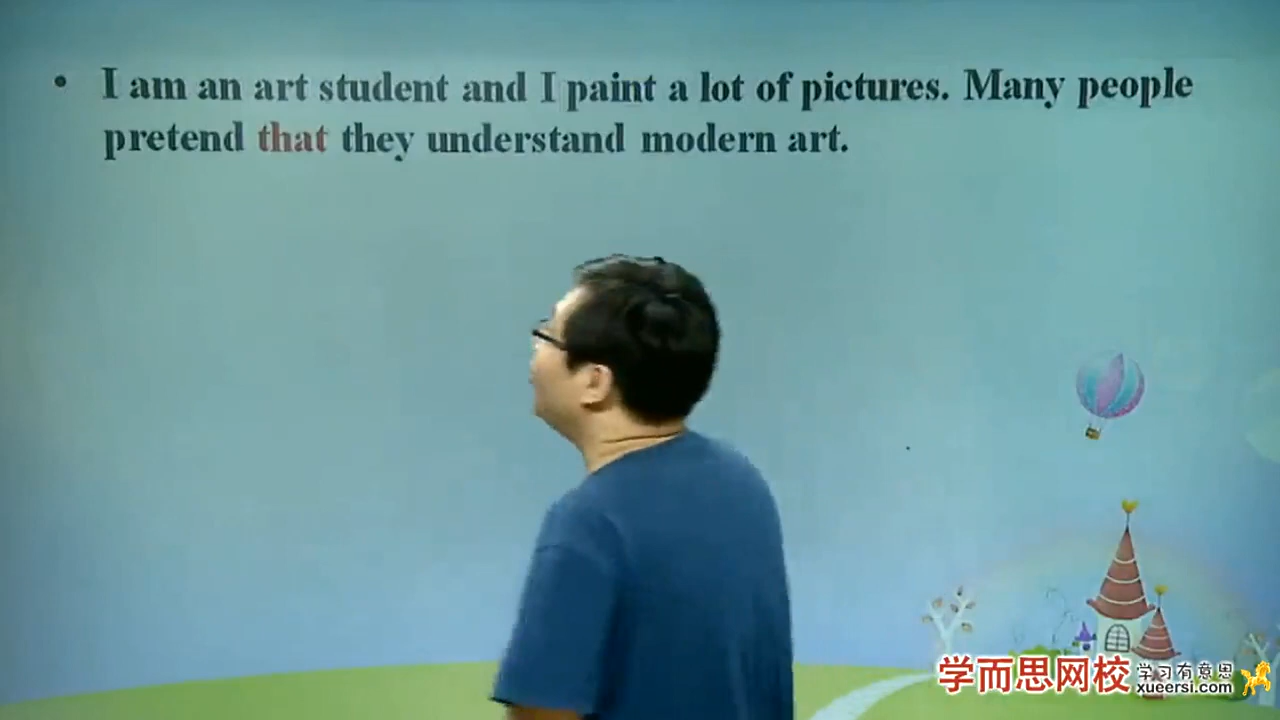 • I am an art student and I paint a lot of pictures. Many people
pretend that they understand modern art.
学而思网校 学习有意思
xueersi.com